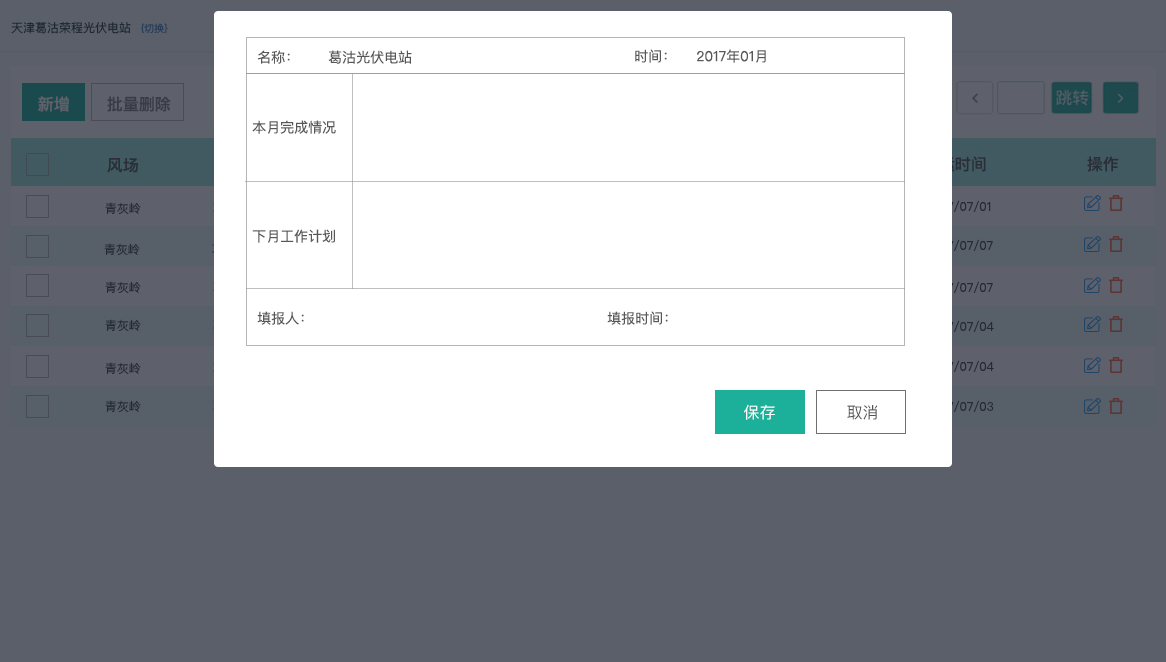 天津葛沽荣程光伏电站 (切换)
新增 批量删除 跳转
风场 时间 操作
青灰岭 /07/01
青灰岭 /07/07
青灰岭 /07/07
青灰岭 /07/04
青灰岭 /07/04
青灰岭 /07/03
名称: 葛沽光伏电站 时间: 2017年01月
本月完成情况
下月工作计划
填报人: 填报时间:
保存 取消